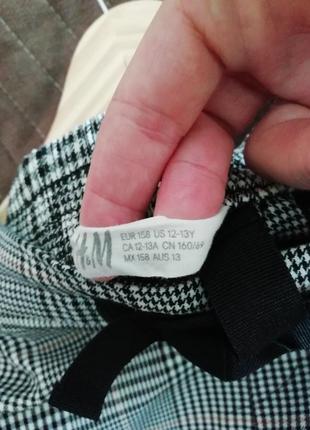 H&M
EUR 158 US 12-13Y
CA 12-13A CN 160/69
MX 158 AUS 13